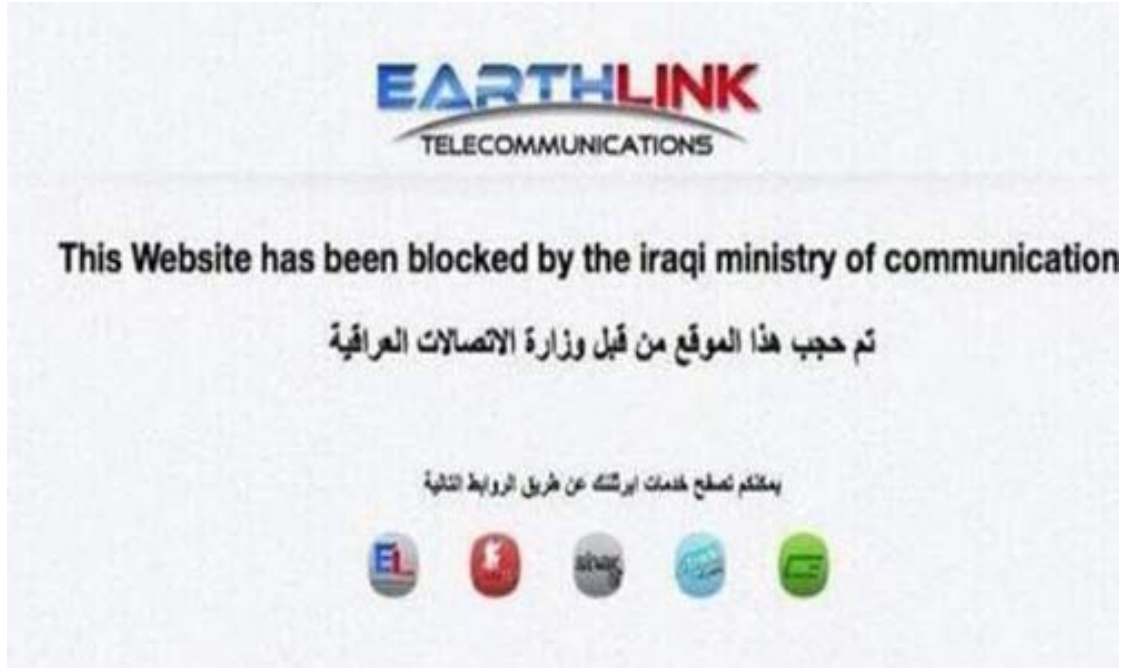 EARTHLINK
TELECOMMUNICATIONS
This Website has been blocked by the iraqi ministry of communication
تم حجب هذا الموقع من قبل وزارة الاتصالات العراقية
يمكنكم تصفح خدمات ايرثلنك عن طريق الروابط التالية
EL